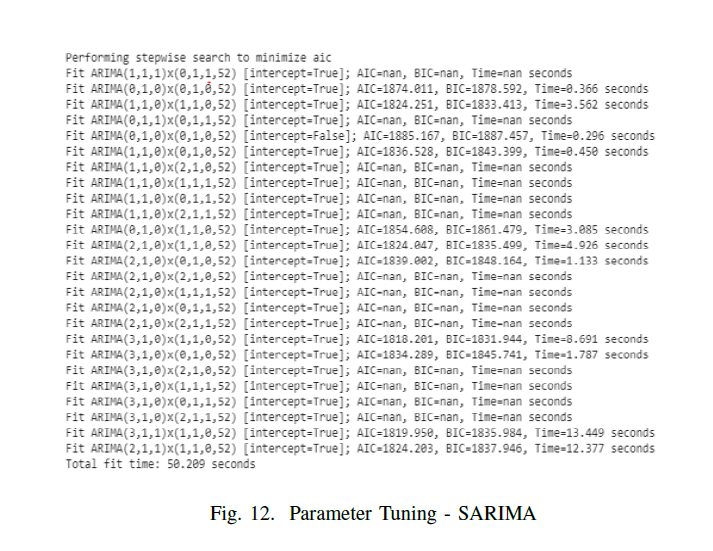 Performing stepwise search to minimize aic
Fit ARIMA(1,1,1)x(0,1,1,52) [intercept=True]; AIC=nan, BIC=nan, Time=nan seconds
Fit ARIMA(0,1,0)x(0,1,0,52) [intercept=True]; AIC=1874.011, BIC=1878.592, Time=0.366 seconds
Fit ARIMA(1,1,0)x(1,1,0,52) [intercept=True]; AIC=1824.251, BIC=1833.413, Time=3.562 seconds
Fit ARIMA(0,1,1)x(0,1,1,52) [intercept=True]; AIC=nan, BIC=nan, Time=nan seconds
Fit ARIMA(0,1,0)x(0,1,0,52) [intercept=False]; AIC=1885.167, BIC=1887.457, Time=0.296 seconds
Fit ARIMA(1,1,0)x(0,1,0,52) [intercept=True]; AIC=1836.528, BIC=1843.399, Time=0.450 seconds
Fit ARIMA(1,1,0)x(2,1,0,52) [intercept=True]; AIC=nan, BIC=nan, Time=nan seconds
Fit ARIMA(1,1,0)x(1,1,1,52) [intercept=True]; AIC=nan, BIC=nan, Time=nan seconds
Fit ARIMA(1,1,0)x(0,1,1,52) [intercept=True]; AIC=nan, BIC=nan, Time=nan seconds
Fit ARIMA(1,1,0)x(2,1,1,52) [intercept=True]; AIC=nan, BIC=nan, Time=nan seconds
Fit ARIMA(0,1,0)x(1,1,0,52) [intercept=True]; AIC=1854.608, BIC=1861.479, Time=3.085 seconds
Fit ARIMA(2,1,0)x(1,1,0,52) [intercept=True]; AIC=1824.047, BIC=1835.499, Time=4.926 seconds
Fit ARIMA(2,1,0)x(0,1,0,52) [intercept=True]; AIC=1839.002, BIC=1848.164, Time=1.133 seconds
Fit ARIMA(2,1,0)x(2,1,0,52) [intercept=True]; AIC=nan, BIC=nan, Time=nan seconds
Fit ARIMA(2,1,0)x(1,1,1,52) [intercept=True]; AIC=nan, BIC=nan, Time=nan seconds
Fit ARIMA(2,1,0)x(0,1,1,52) [intercept=True]; AIC=nan, BIC=nan, Time=nan seconds
Fit ARIMA(2,1,0)x(2,1,1,52) [intercept=True]; AIC=nan, BIC=nan, Time=nan seconds
Fit ARIMA(3,1,0)x(1,1,0,52) [intercept=True]; AIC=1818.201, BIC=1831.944, Time=8.691 seconds
Fit ARIMA(3,1,0)x(0,1,0,52) [intercept=True]; AIC=1834.289, BIC=1845.741, Time=1.787 seconds
Fit ARIMA(3,1,0)x(2,1,0,52) [intercept=True]; AIC=nan, BIC=nan, Time=nan seconds
Fit ARIMA(3,1,0)x(1,1,1,52) [intercept=True]; AIC=nan, BIC=nan, Time=nan seconds
Fit ARIMA(3,1,0)x(0,1,1,52) [intercept=True]; AIC=nan, BIC=nan, Time=nan seconds
Fit ARIMA(3,1,0)x(2,1,1,52) [intercept=True]; AIC=nan, BIC=nan, Time=nan seconds
Fit ARIMA(3,1,1)x(1,1,0,52) [intercept=True]; AIC=1819.950, BIC=1835.984, Time=13.449 seconds
Fit ARIMA(2,1,1)x(1,1,0,52) [intercept=True]; AIC=1824.203, BIC=1837.946, Time=12.377 seconds
Total fit time: 50.209 seconds
Fig. 12. Parameter Tuning - SARIMA